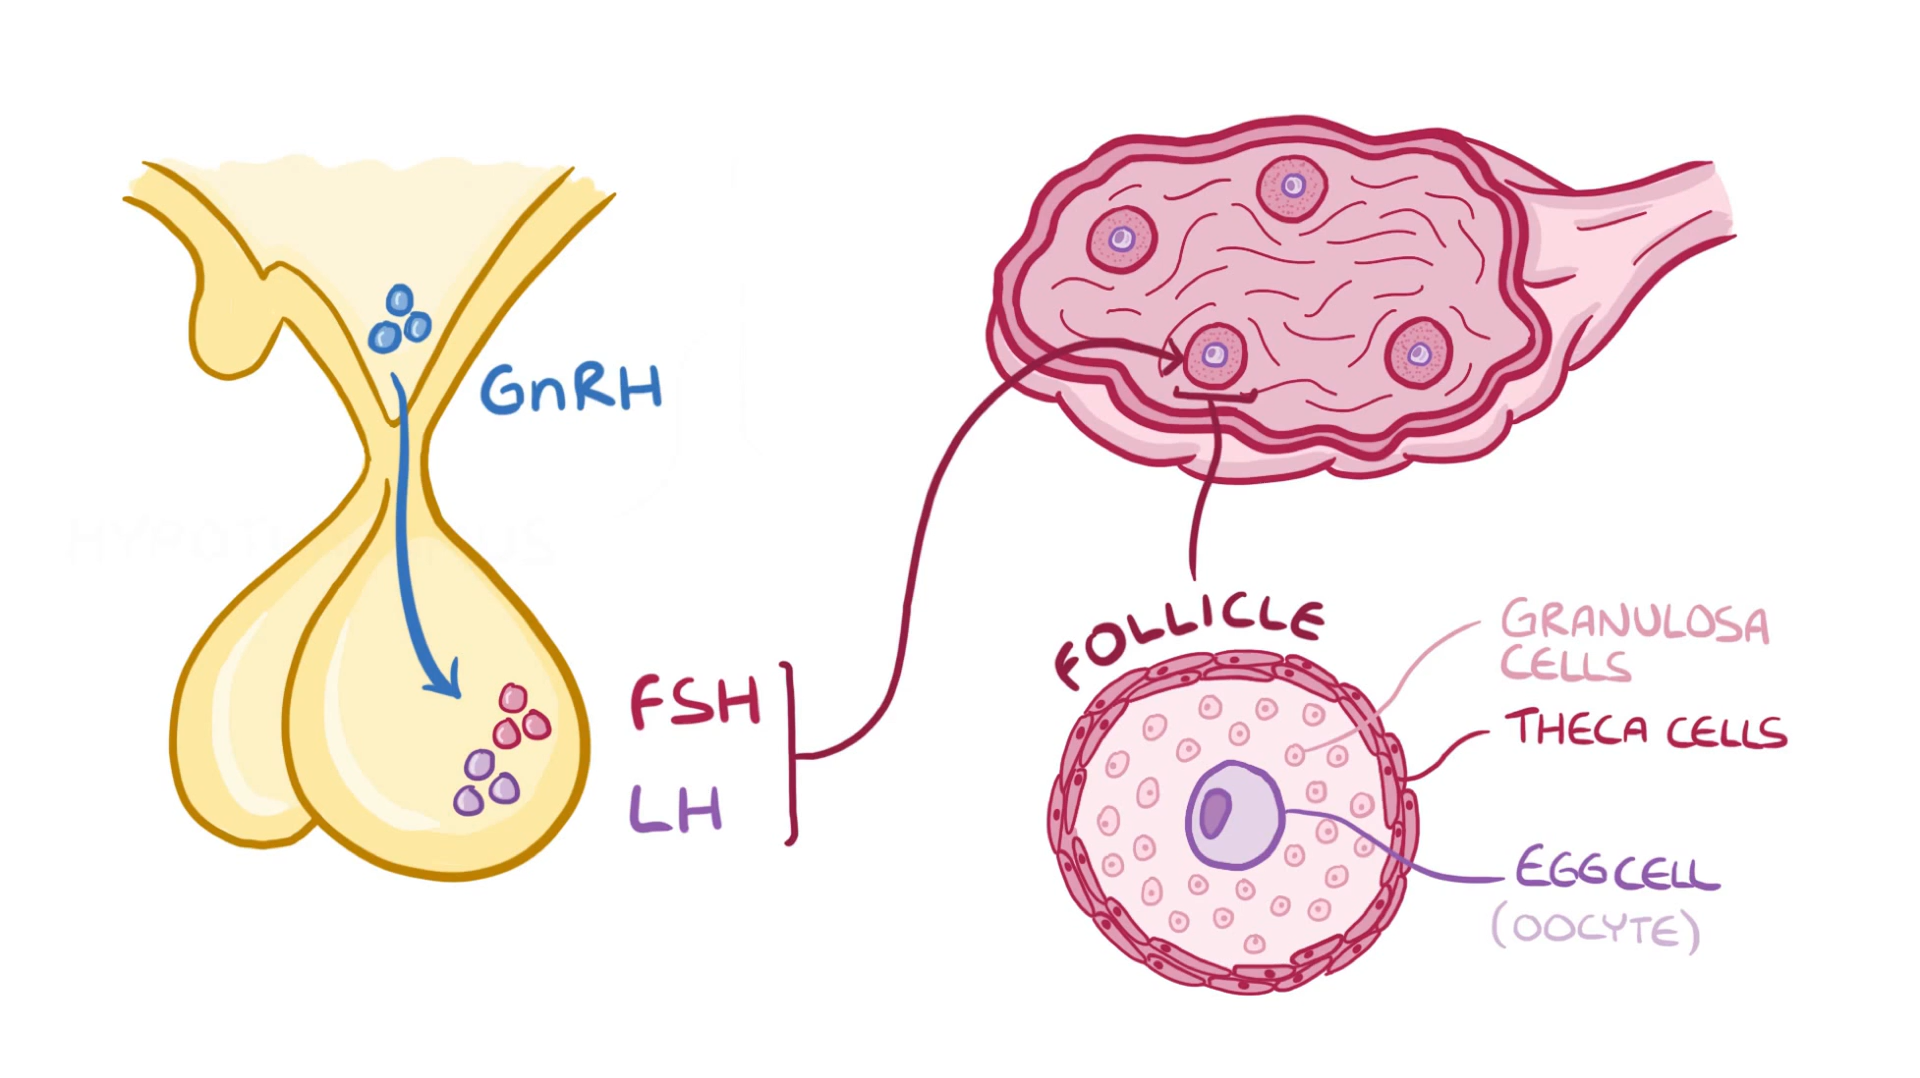 GnRH
FSH
LH
FOLLICLE
GRANULOSA
CELLS
THECA CELLS
EGG CELL
(OOCYTE)